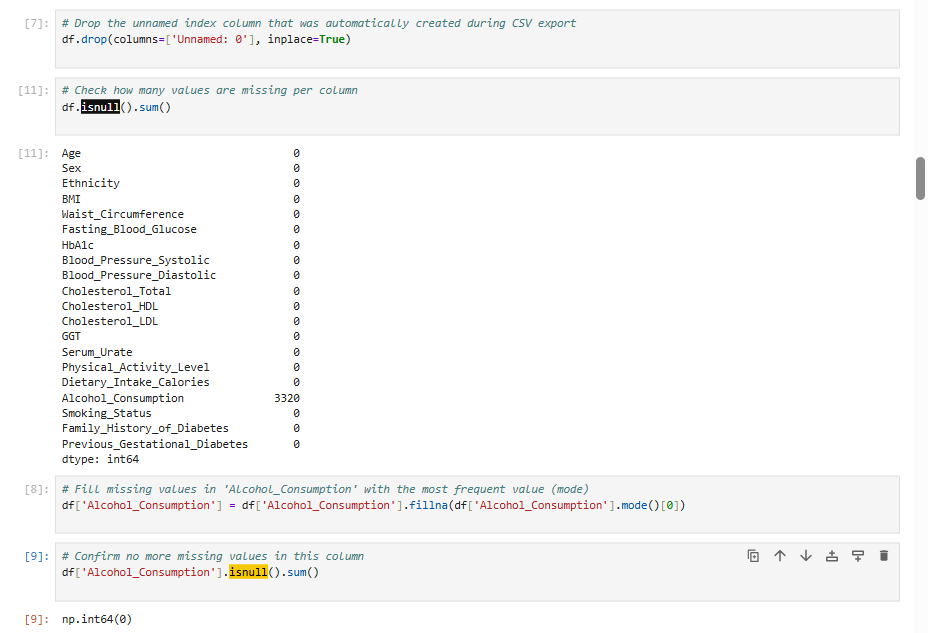 [7]: # Drop the unnamed index column that was automatically created during CSV export
df.drop(columns=['Unnamed: 0'], inplace=True)
[11]: # Check how many values are missing per column
df.isnull().sum()
[11]: Age 0
Sex 0
Ethnicity 0
BMI 0
Waist_Circumference 0
Fasting_Blood_Glucose 0
HbA1c 0
Blood_Pressure_Systolic 0
Blood_Pressure_Diastolic 0
Cholesterol_Total 0
Cholesterol_HDL 0
Cholesterol_LDL 0
GGT 0
Serum_Urate 0
Physical_Activity_Level 0
Dietary_Intake_Calories 0
Alcohol_Consumption 3320
Smoking_Status 0
Family_History_of_Diabetes 0
Previous_Gestational_Diabetes 0
dtype: int64
[8]: # Fill missing values in 'Alcohol_Consumption' with the most frequent value (mode)
df['Alcohol_Consumption'] = df['Alcohol_Consumption'].fillna(df['Alcohol_Consumption'].mode()[0])
[9]: # Confirm no more missing values in this column
df['Alcohol_Consumption'].isnull().sum()
[9]: np.int64(0)